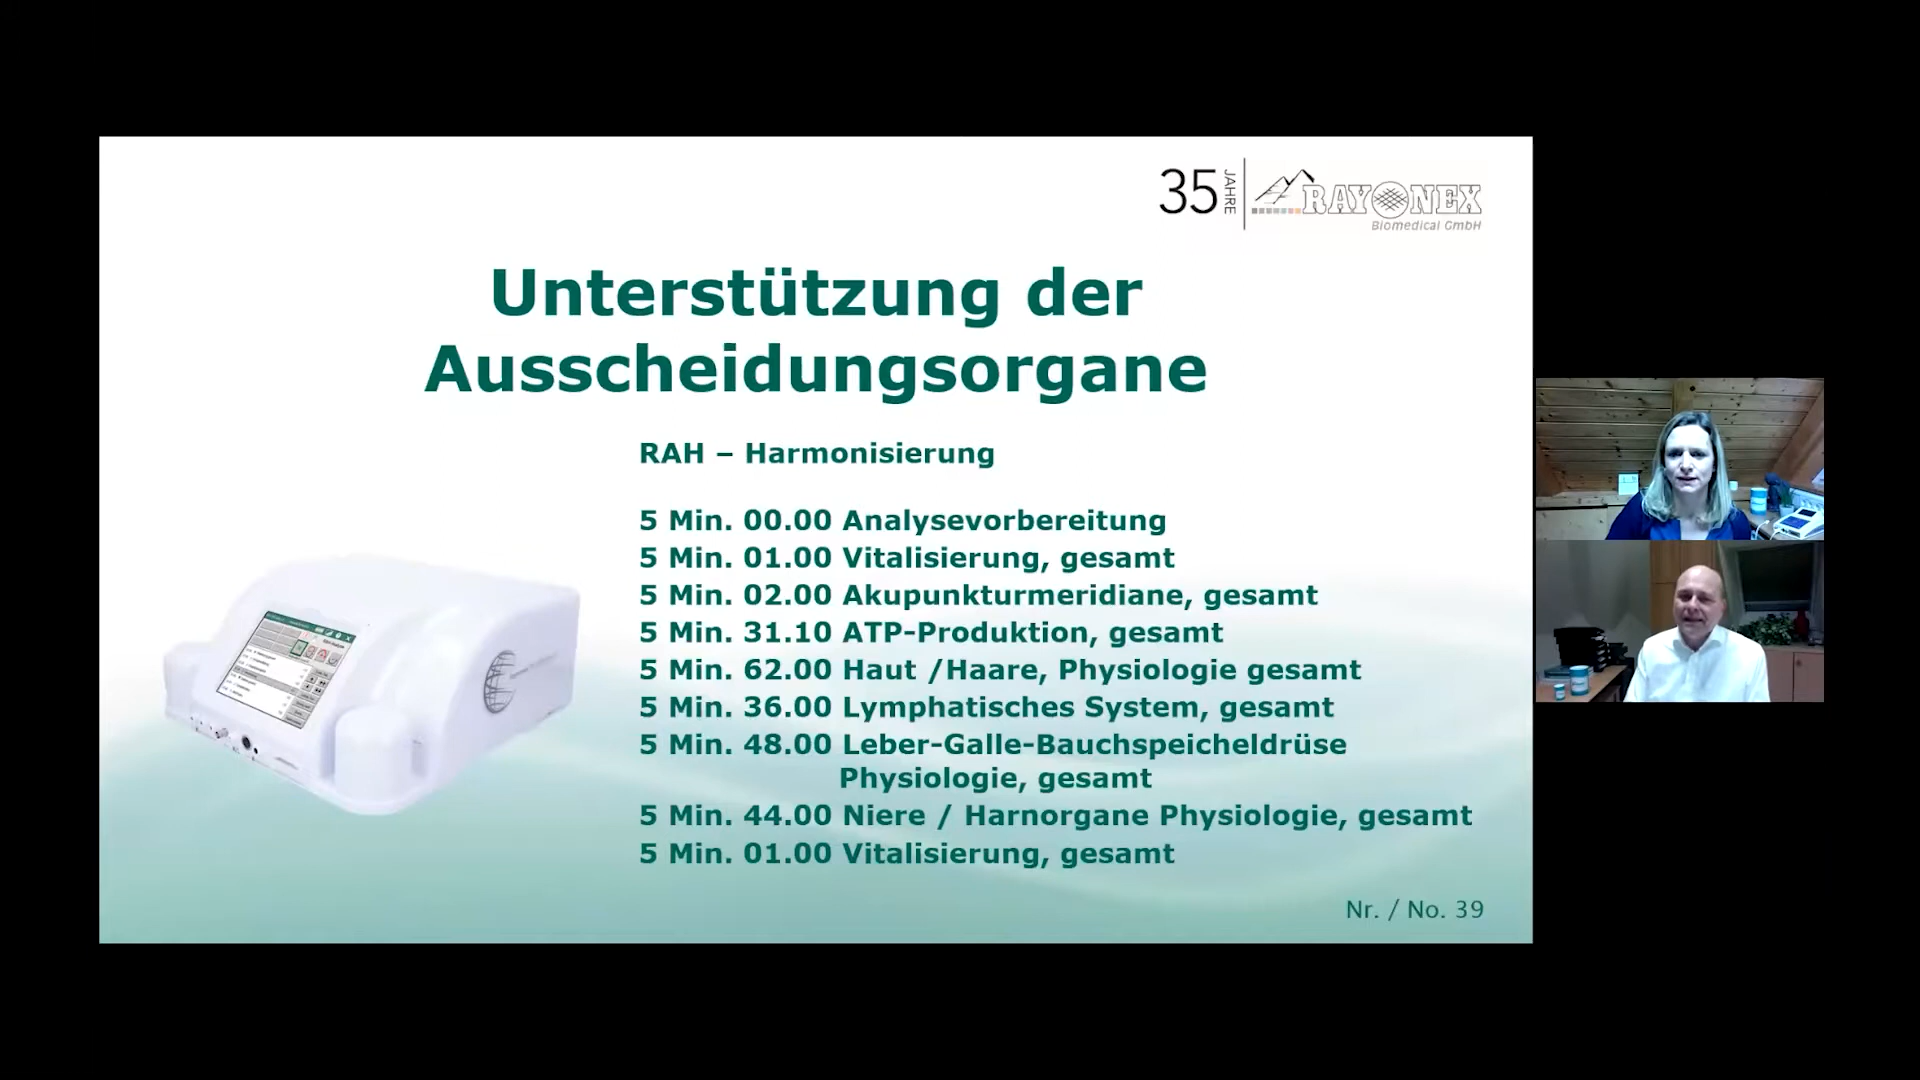 35 JAHRE RAYONEX
Biomedical GmbH
Unterstützung der
Ausscheidungsorgane
RAH – Harmonisierung
5 Min. 00.00 Analysevorbereitung
5 Min. 01.00 Vitalisierung, gesamt
5 Min. 02.00 Akupunkturmeridiane, gesamt
5 Min. 31.10 ATP-Produktion, gesamt
5 Min. 62.00 Haut /Haare, Physiologie gesamt
5 Min. 36.00 Lymphatisches System, gesamt
5 Min. 48.00 Leber-Galle-Bauchspeicheldrüse
Physiologie, gesamt
5 Min. 44.00 Niere / Harnorgane Physiologie, gesamt
5 Min. 01.00 Vitalisierung, gesamt
Nr. / No. 39